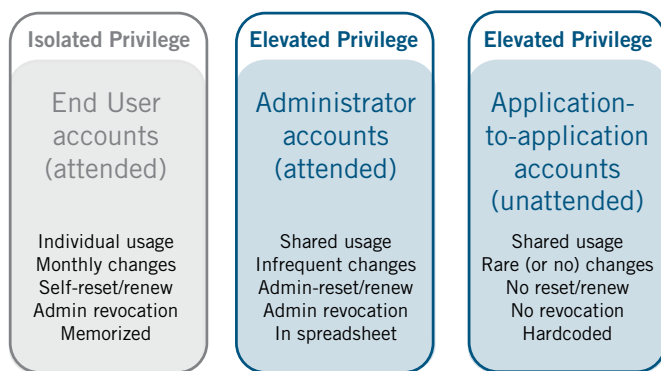 Isolated Privilege
End User
accounts
(attended)
Individual usage
Monthly changes
Self-reset/renew
Admin revocation
Memorized
Elevated Privilege
Administrator
accounts
(attended)
Shared usage
Infrequent changes
Admin-reset/renew
Admin revocation
In spreadsheet
Elevated Privilege
Application-
to-application
accounts
(unattended)
Shared usage
Rare (or no) changes
No reset/renew
No revocation
Hardcoded